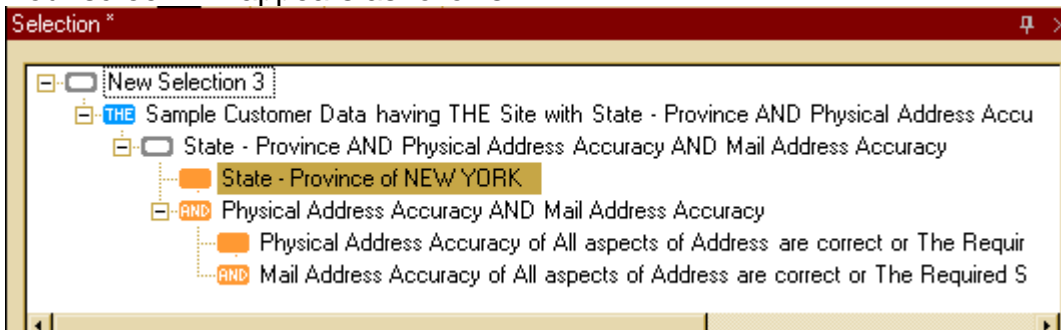 Selection *
New Selection 3
THE Sample Customer Data having THE Site with State - Province AND Physical Address Accu
State - Province AND Physical Address Accuracy AND Mail Address Accuracy
State - Province of NEW YORK
AND Physical Address Accuracy AND Mail Address Accuracy
Physical Address Accuracy of All aspects of Address are correct or The Requir
AND Mail Address Accuracy of All aspects of Address are correct or The Required S